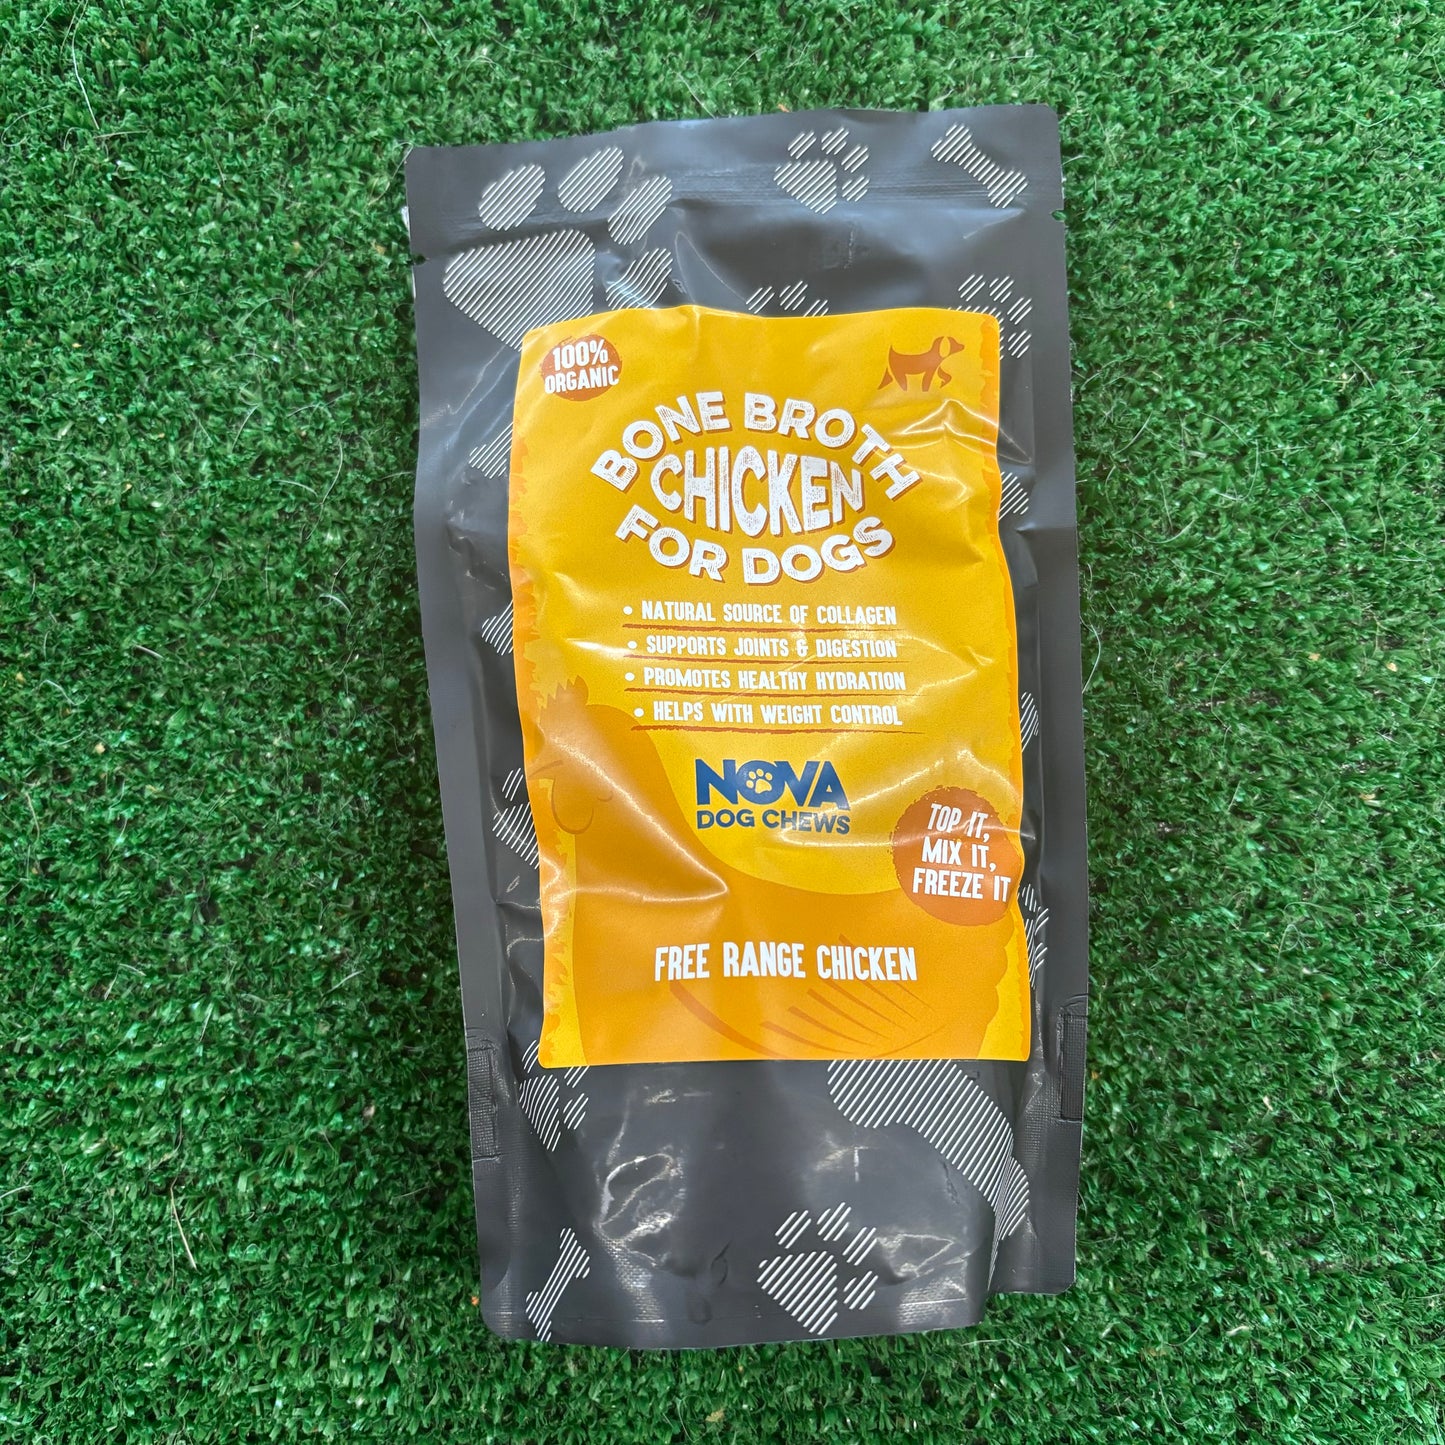 100%
ORGANIC
BONE BROTH
CHICKEN
FOR DOGS
• NATURAL SOURCE OF COLLAGEN
• SUPPORTS JOINTS & DIGESTION
• PROMOTES HEALTHY HYDRATION
• HELPS WITH WEIGHT CONTROL
NOVA
DOG CHEWS
TOP IT,
MIX IT,
FREEZE IT
FREE RANGE CHICKEN